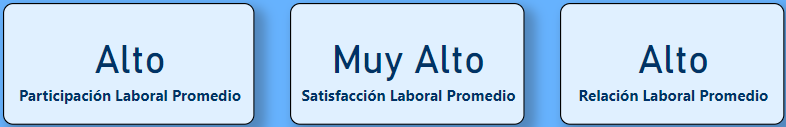 Alto
Participación Laboral Promedio
Muy Alto
Satisfacción Laboral Promedio
Alto
Relación Laboral Promedio